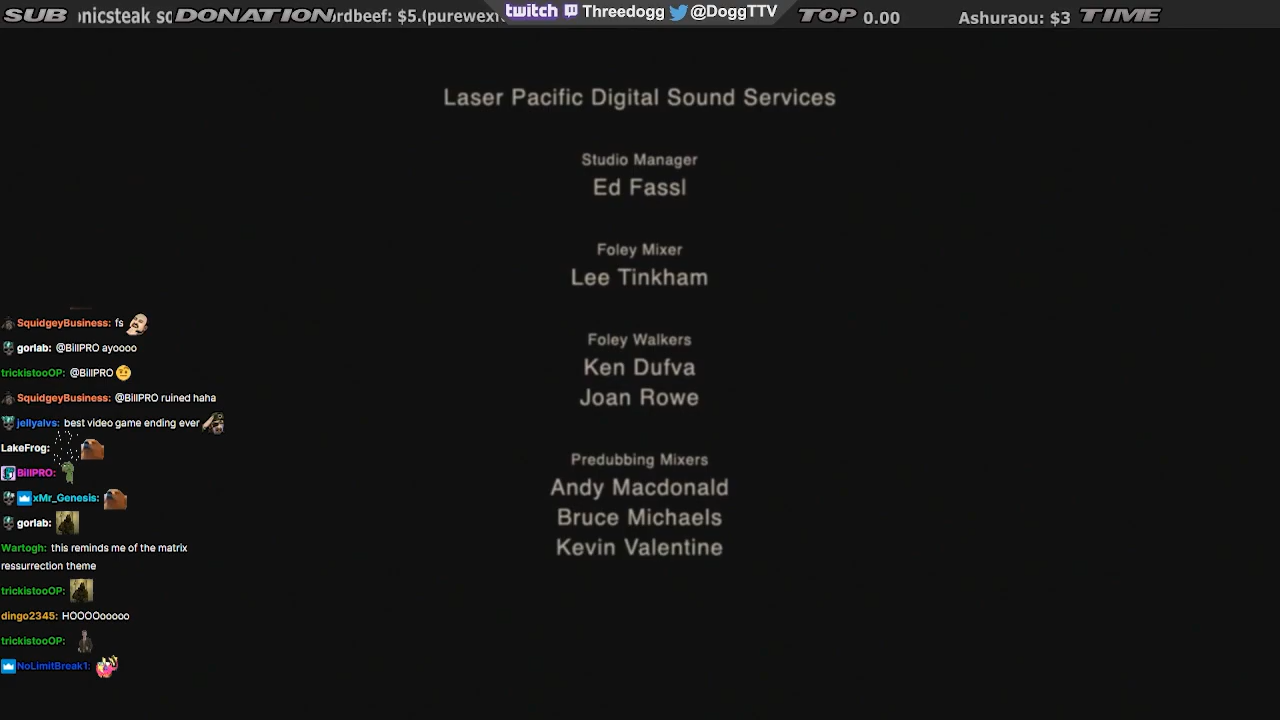 SUB
onicsteak
DONATION
rdbeef: $5.
twitch Threedogg @DoggTTV
TOP 0.00
Ashuraou: $3
TIME
Laser Pacific Digital Sound Services
Studio Manager
Ed Fassl
Foley Mixer
Lee Tinkham
Foley Walkers
Ken Dufva
Joan Rowe
Predubbing Mixers
Andy Macdonald
Bruce Michaels
Kevin Valentine
SquidgeyBusiness: fs
gorlab: @BillPRO ayoooo
trickistooOP: @BillPRO 🤨
SquidgeyBusiness: @BillPRO ruined haha
jellyalvs: best video game ending ever
LakeFrog:
BillPRO:
xMr_Genesis:
gorlab:
Wartogh: this reminds me of the matrix
ressurrection theme
trickistooOP:
dingo2345: HOOOOooooo
trickistooOP:
NoLimitBreak1: